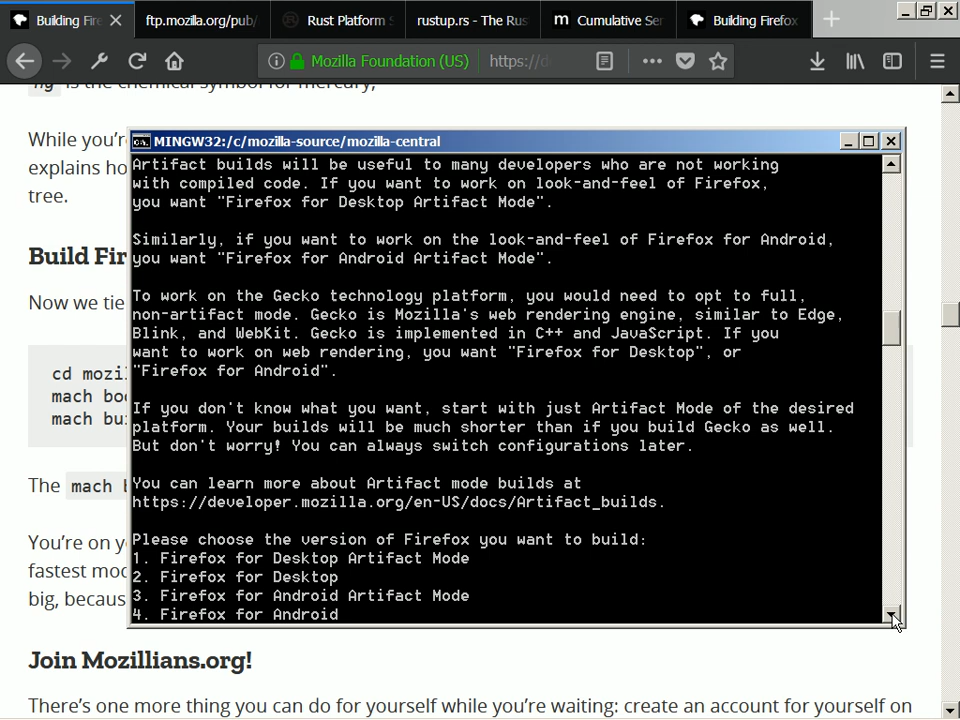 Building Fire
ftp.mozilla.org/pub/
Rust Platform S
rustup.rs - The Rus
Cumulative Ser
Building Firefox
Mozilla Foundation (US) https://d
hg is the chemical symbol for mercury,
While you're
explains ho
tree.
Build Fir
Now we tie
cd mozil
mach boo
mach bui
The mach b
You're on y
fastest mod
big, becaus
MINGW32:/c/mozilla-source/mozilla-central
Artifact builds will be useful to many developers who are not working
with compiled code. If you want to work on look-and-feel of Firefox,
you want "Firefox for Desktop Artifact Mode".
Similarly, if you want to work on the look-and-feel of Firefox for Android,
you want "Firefox for Android Artifact Mode".
To work on the Gecko technology platform, you would need to opt to full,
non-artifact mode. Gecko is Mozilla's web rendering engine, similar to Edge,
Blink, and WebKit. Gecko is implemented in C++ and JavaScript. If you
want to work on web rendering, you want "Firefox for Desktop", or
"Firefox for Android".
If you don't know what you want, start with just Artifact Mode of the desired
platform. Your builds will be much shorter than if you build Gecko as well.
But don't worry! You can always switch configurations later.
You can learn more about Artifact mode builds at
https://developer.mozilla.org/en-US/docs/Artifact_builds.
Please choose the version of Firefox you want to build:
1. Firefox for Desktop Artifact Mode
2. Firefox for Desktop
3. Firefox for Android Artifact Mode
4. Firefox for Android
Join Mozillians.org!
There's one more thing you can do for yourself while you're waiting: create an account for yourself on